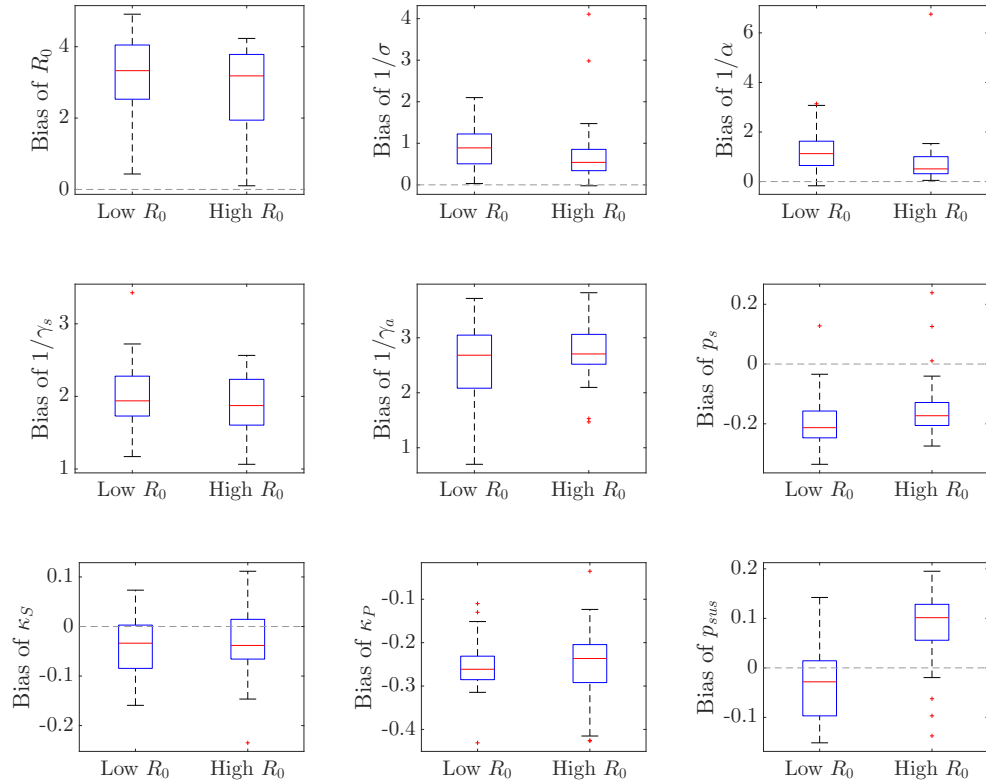 Bias of R₀
4
2
0
Low R₀ High R₀
Bias of 1/σ
4
3
2
1
0
Low R₀ High R₀
Bias of 1/α
6
4
2
0
Low R₀ High R₀
Bias of 1/γₛ
3
2
1
Low R₀ High R₀
Bias of 1/γₐ
3
2
1
Low R₀ High R₀
Bias of pₛ
0.2
0
-0.2
Low R₀ High R₀
Bias of κ_S
0.1
0
-0.1
-0.2
Low R₀ High R₀
Bias of κ_P
-0.1
-0.2
-0.3
-0.4
Low R₀ High R₀
Bias of p_sus
0.2
0.1
0
-0.1
Low R₀ High R₀